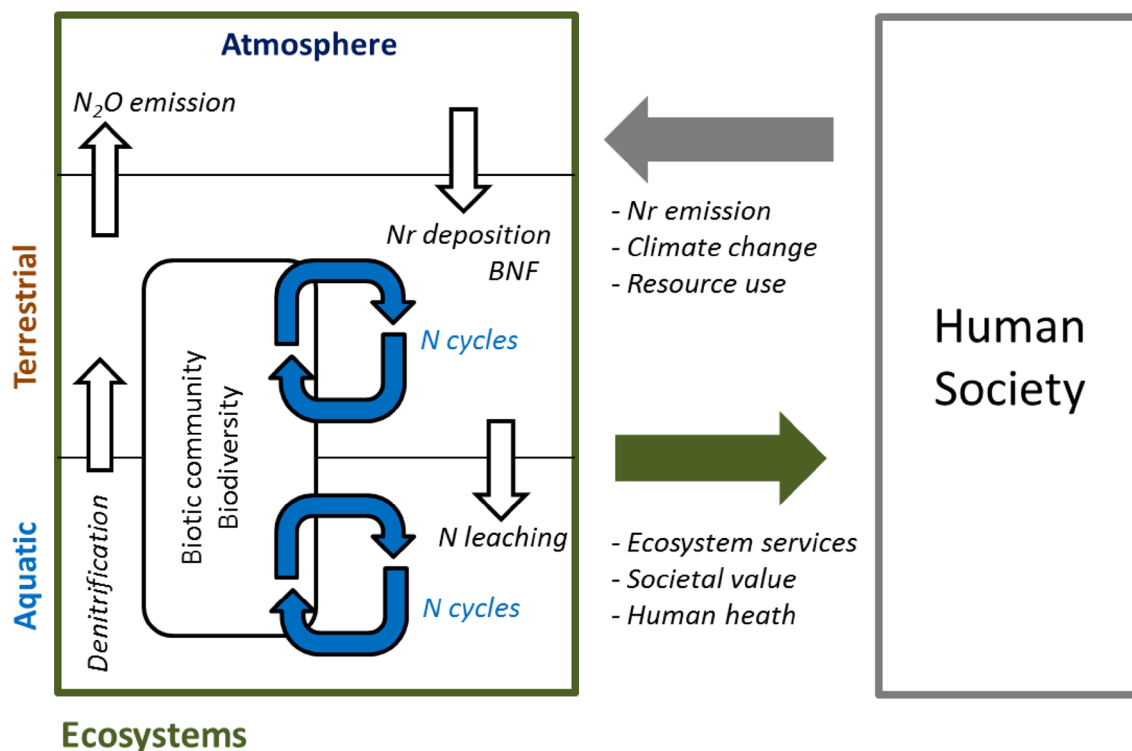 Atmosphere
N₂O emission
Nr deposition
BNF
Terrestrial
N cycles
Biotic community
Biodiversity
Aquatic
Denitrification
N leaching
N cycles
Ecosystems
- Nr emission
- Climate change
- Resource use
- Ecosystem services
- Societal value
- Human heath
Human
Society